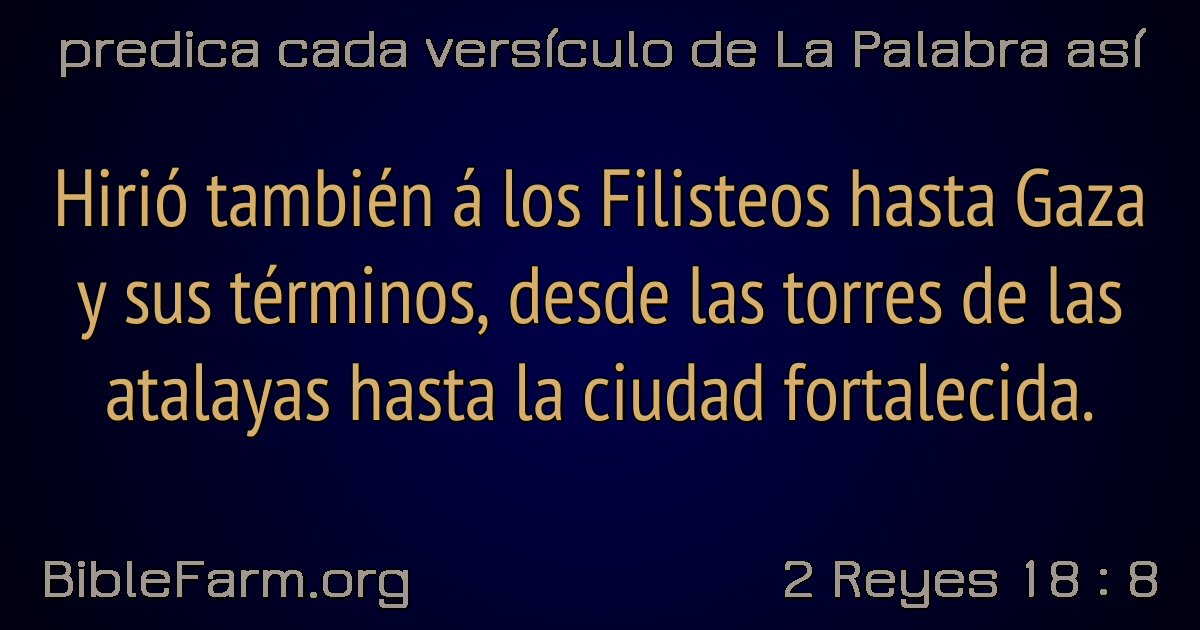 predica cada versículo de La Palabra así
Hirió también á los Filisteos hasta Gaza
y sus términos, desde las torres de las
atalayas hasta la ciudad fortalecida.
BibleFarm.org
2 Reyes 18 : 8